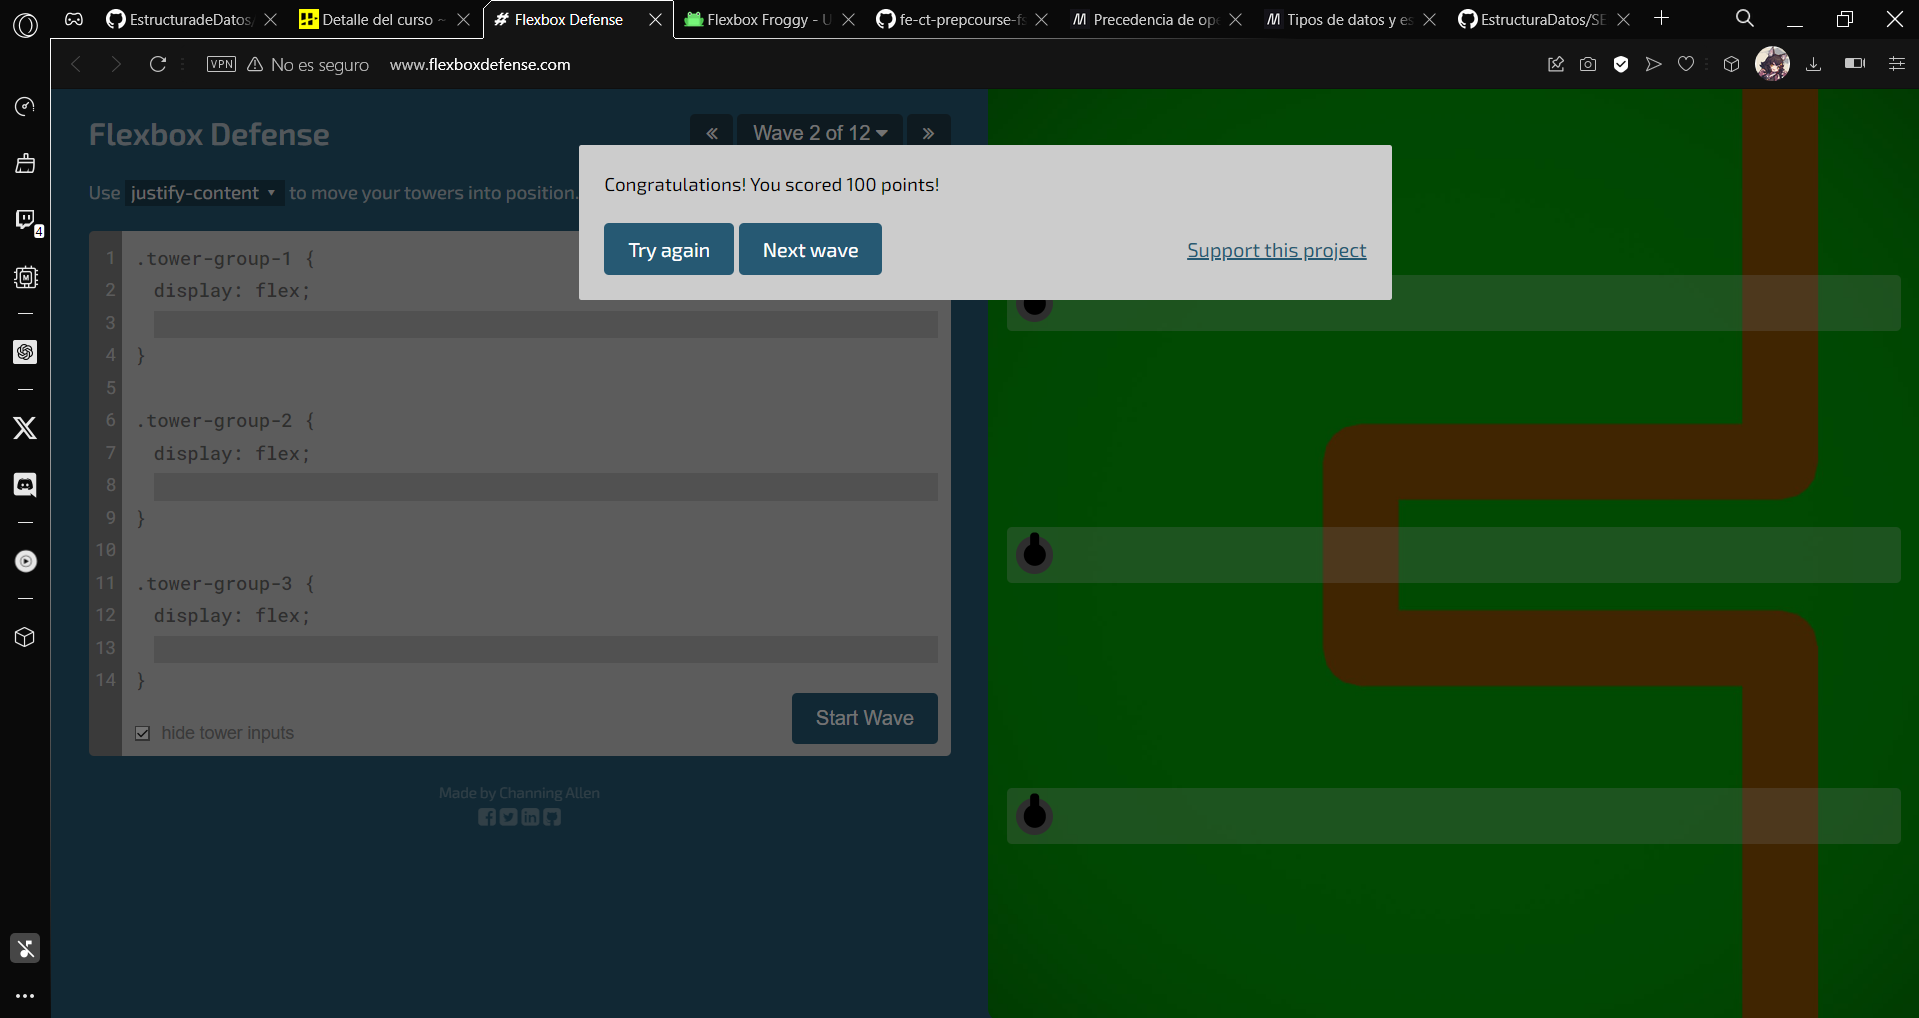 EstructuradeDatos/
Detalle del curso ~
Flexbox Defense
Flexbox Froggy - U
fe-ct-prepcourse-fs
Precedencia de ope
Tipos de datos y es
EstructuraDatos/SE
VPN No es seguro www.flexboxdefense.com
Flexbox Defense
« Wave 2 of 12 »
Use justify-content to move your towers into position.
Congratulations! You scored 100 points!
Try again Next wave Support this project
1 .tower-group-1 {
2 display: flex;
3
4 }
5
6 .tower-group-2 {
7 display: flex;
8
9 }
10
11 .tower-group-3 {
12 display: flex;
13
14 }
hide tower inputs
Start Wave
Made by Channing Allen
4